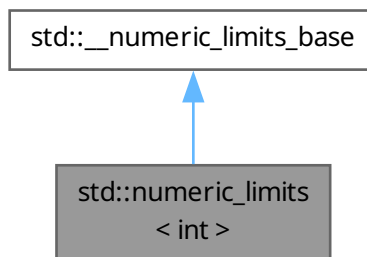 std::__numeric_limits_base
std::numeric_limits
< int >